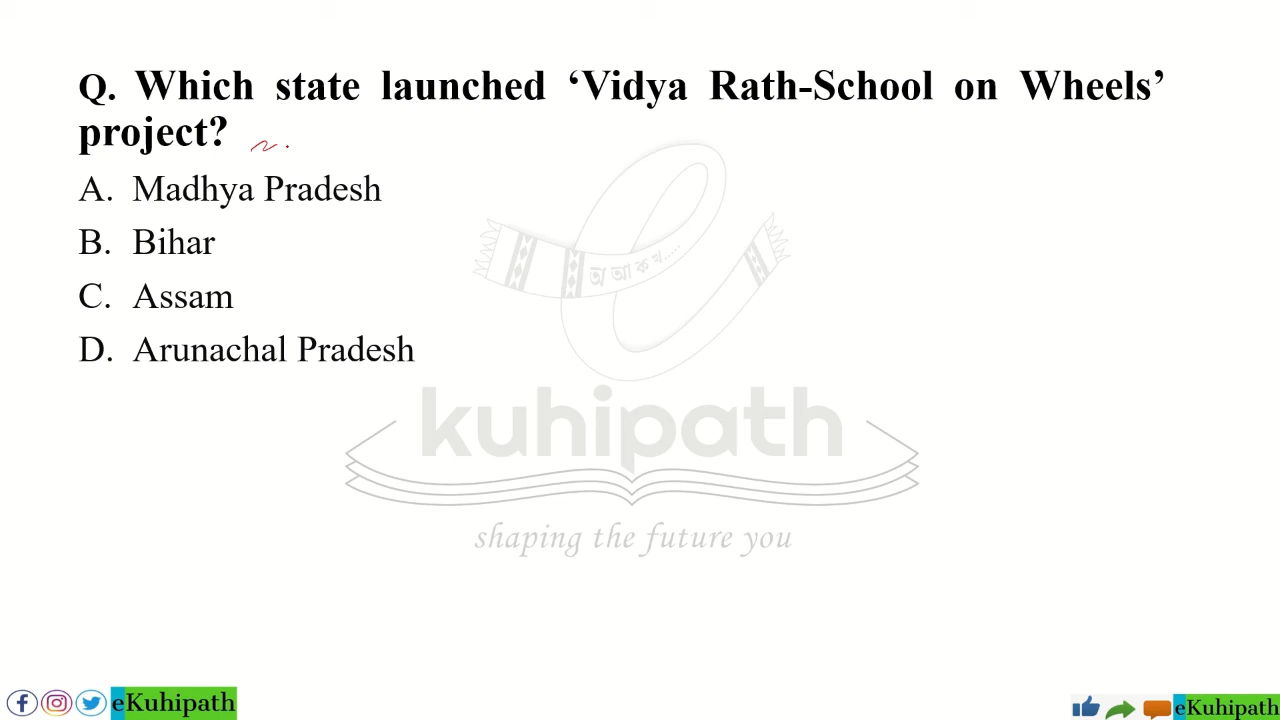 Q. Which state launched ‘Vidya Rath-School on Wheels’
project?
A. Madhya Pradesh
B. Bihar
C. Assam
D. Arunachal Pradesh
অ আ ক খ.....
kuhipath
shaping the future you
eKuhipath
eKuhipath